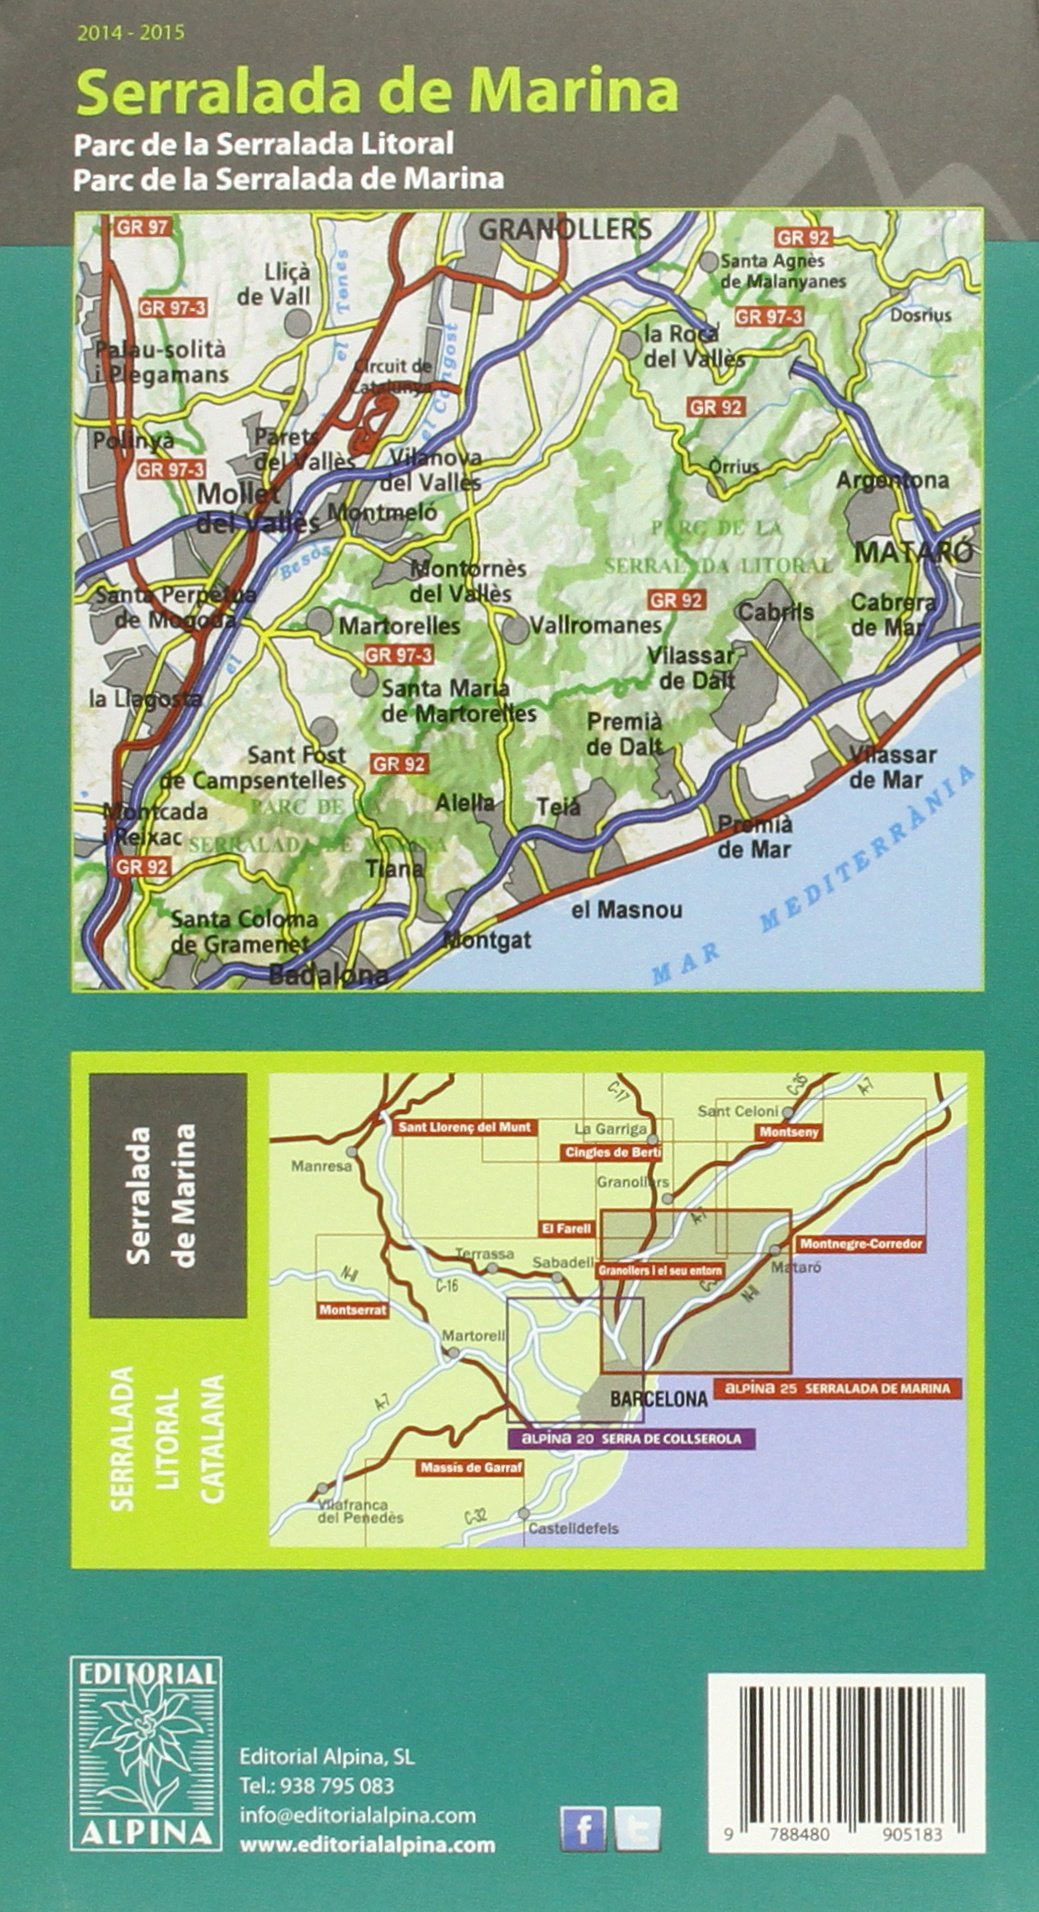 2014 - 2015
Serralada de Marina
Parc de la Serralada Litoral
Parc de la Serralada de Marina
GR 97
GRANOLLERS
GR 92
Santa Agnès
de Malanyanes
Lliçà
de Vall
el Tenes
GR 97-3
GR 97-3
Dosrius
la Roca
del Vallès
Palau-solità
i Plegamans
Circuit de
Catalunya
el Congost
GR 92
Polinyà
Parets
del Vallès
Vilanova
del Vallès
GR 97-3
Òrrius
Argentona
Mollet
del Vallès
Montmeló
PARC DE LA
SERRALADA LITORAL
MATARÓ
Besòs
Montornès
del Vallès
Santa Perpètua
de Mogoda
GR 92
Cabrils
Cabrera
de Mar
Martorelles
Vallromanes
GR 97-3
Vilassar
de Dalt
el
la Llagosta
Santa Maria
de Martorelles
Premià
de Dalt
Sant Fost
de Campsentelles
GR 92
Vilassar
de Mar
Montcada
i Reixac
PARC DE LA
SERRALADA DE MARINA
Alella
Teià
Premià
de Mar
GR 92
Tiana
MAR MEDITERRÀNIA
Santa Coloma
de Gramenet
el Masnou
Montgat
Badalona
Serralada
de Marina
SERRALADA
LITORAL
CATALANA
C-17
C-35
A-7
Sant Celoni
Sant Llorenç del Munt
La Garriga
Montseny
Manresa
Cingles de Bertí
Granollers
A-7
El Farell
Montnegre-Corredor
Terrassa
Sabadell
Granollers i el seu entorn
Mataró
N-II
C-16
N-II
Montserrat
Martorell
A-7
BARCELONA
alpina 25 SERRALADA DE MARINA
alpina 20 SERRA DE COLLSEROLA
Massís de Garraf
Vilafranca
del Penedès
C-32
Castelldefels
EDITORIAL
ALPINA
Editorial Alpina, SL
Tel.: 938 795 083
info@editorialalpina.com
www.editorialalpina.com
f
t
9 788480 905183